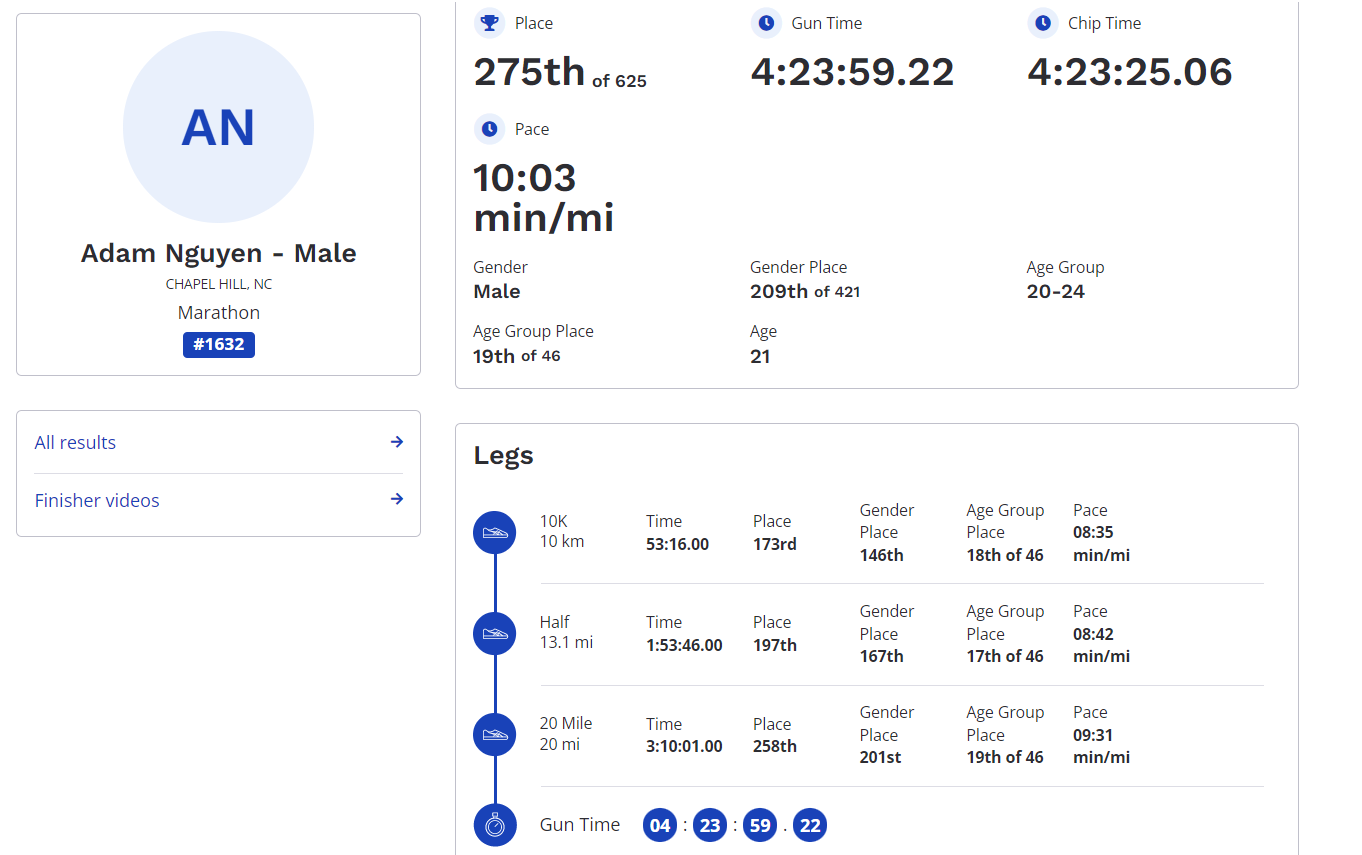 AN
Adam Nguyen - Male
CHAPEL HILL, NC
Marathon
#1632
All results
Finisher videos
Place
275th of 625
Gun Time
4:23:59.22
Chip Time
4:23:25.06
Pace
10:03
min/mi
Gender
Male
Gender Place
209th of 421
Age Group
20-24
Age Group Place
19th of 46
Age
21
Legs
10K
10 km
Time
53:16.00
Place
173rd
Gender
Place
146th
Age Group
Place
18th of 46
Pace
08:35
min/mi
Half
13.1 mi
Time
1:53:46.00
Place
197th
Gender
Place
167th
Age Group
Place
17th of 46
Pace
08:42
min/mi
20 Mile
20 mi
Time
3:10:01.00
Place
258th
Gender
Place
201st
Age Group
Place
19th of 46
Pace
09:31
min/mi
Gun Time 04 : 23 : 59 . 22